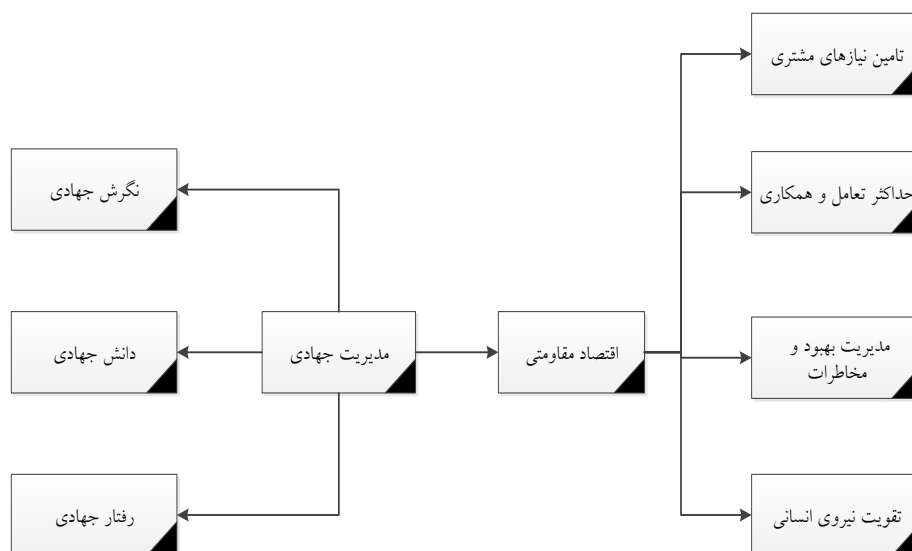 تامین نیازهای مشتری
حداکثر تعامل و همکاری
نگرش جهادی
مدیریت بهبود و
مخاطرات
اقتصاد مقاومتی
مدیریت جهادی
دانش جهادی
تقویت نیروی انسانی
رفتار جهادی